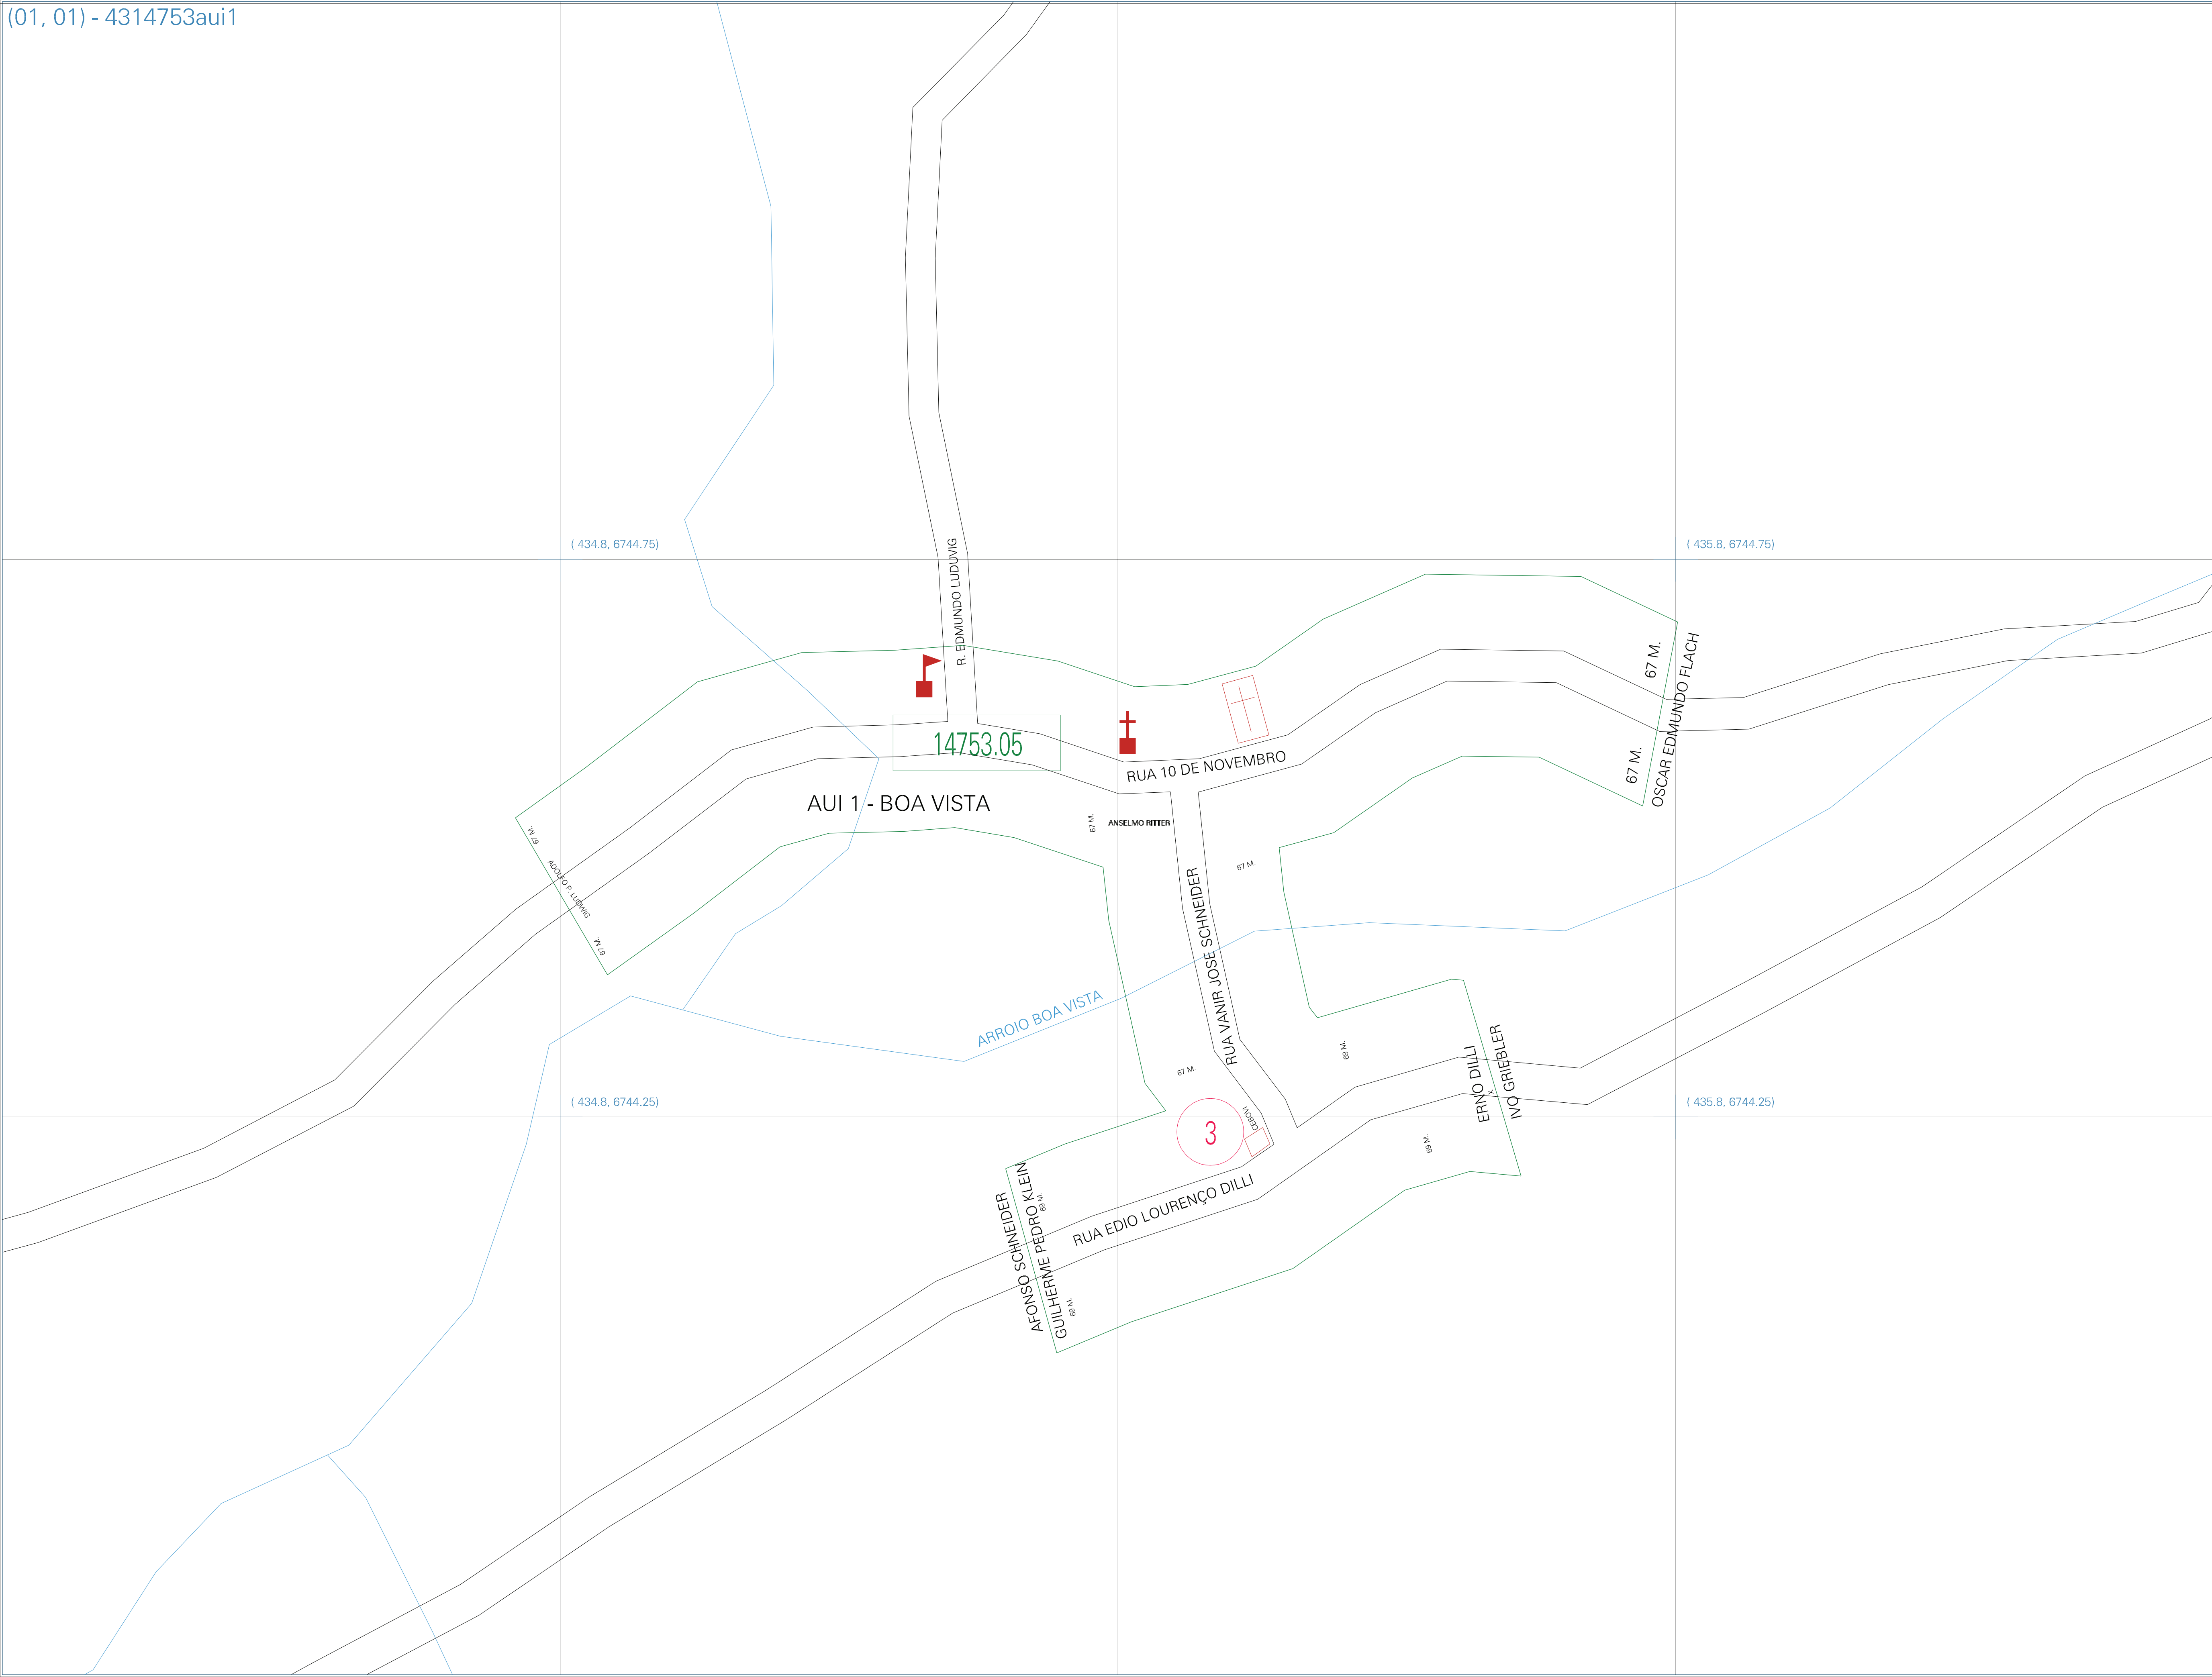 (01, 01) - 4314753aui1
( 434.8, 6744.75)
( 435.8, 6744.75)
R. EDMUNDO LUDUVIG
67 M.
OSCAR EDMUNDO FLACH
67 M.
14753.05
RUA 10 DE NOVEMBRO
AUI 1 - BOA VISTA
67 M.
ANSELMO RITTER
67 M.
ADOLFO P. LUDWIG
67 M.
67 M.
RUA VANIR JOSE SCHNEIDER
ARROIO BOA VISTA
67 M.
69 M.
ERNO DILLI
X
IVO GRIEBLER
( 434.8, 6744.25)
( 435.8, 6744.25)
3
69 M.
RUA EDIO LOURENÇO DILLI
AFONSO SCHNEIDER
GUILHERME PEDRO KLEIN
69 M.
69 M.